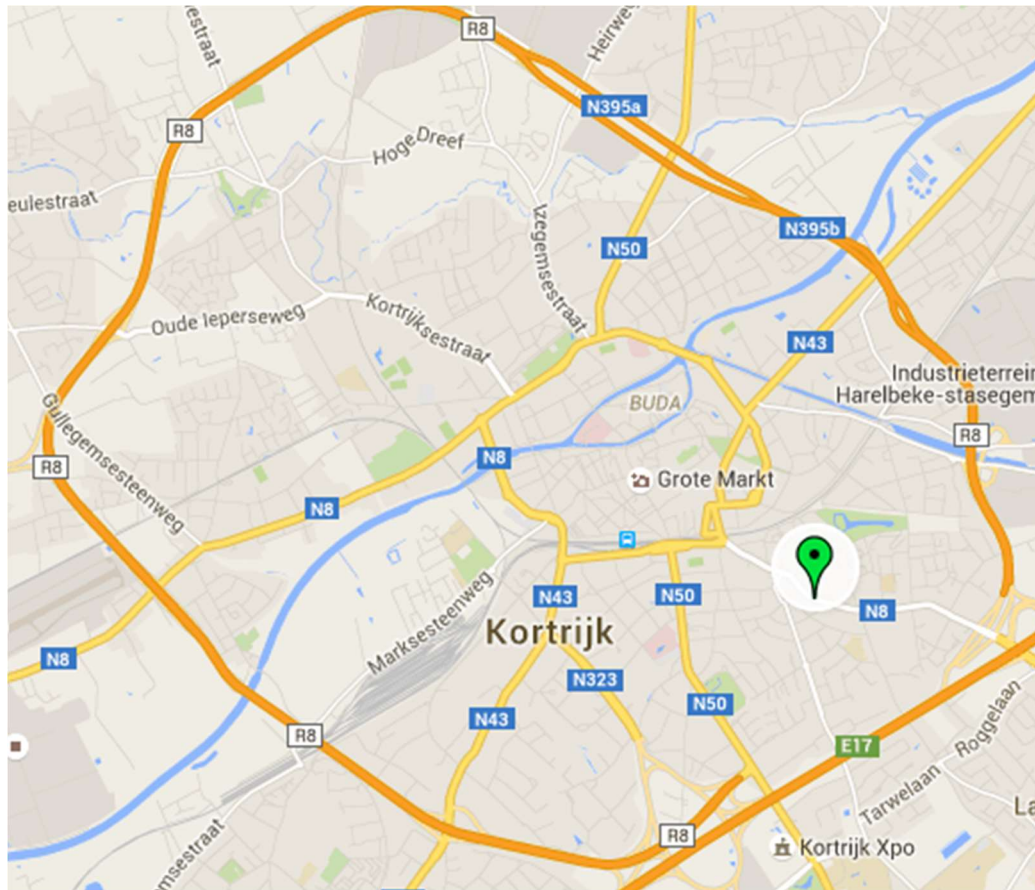 R8
Heirweg
N395a
R8
Hoge Dreef
eulestraat
Izegemsestraat
N395b
N50
Oude Ieperseweg
Kortrijksestraat
N43
Industrieterrein
Harelbeke-stasegem
BUDA
Gullegemsesteenweg
R8
R8
N8
Grote Markt
N8
N43
N50
Marksesteenweg
N8
Kortrijk
N8
N323
N43
N50
R8
E17
Roggelaan
Tarwelaan
La
R8
Kortrijk Xpo
msestraat